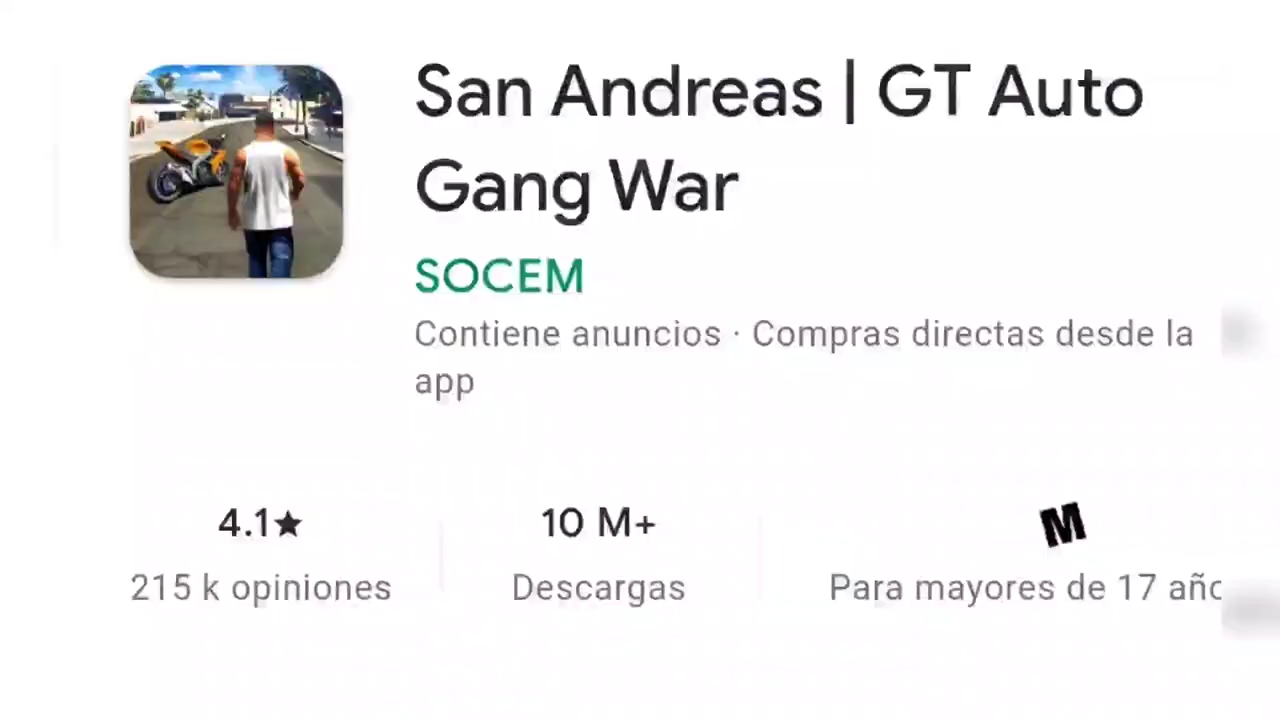 San Andreas | GT Auto
Gang War
SOCEM
Contiene anuncios · Compras directas desde la
app
4.1★
10 M+
M
215 k opiniones
Descargas
Para mayores de 17 año